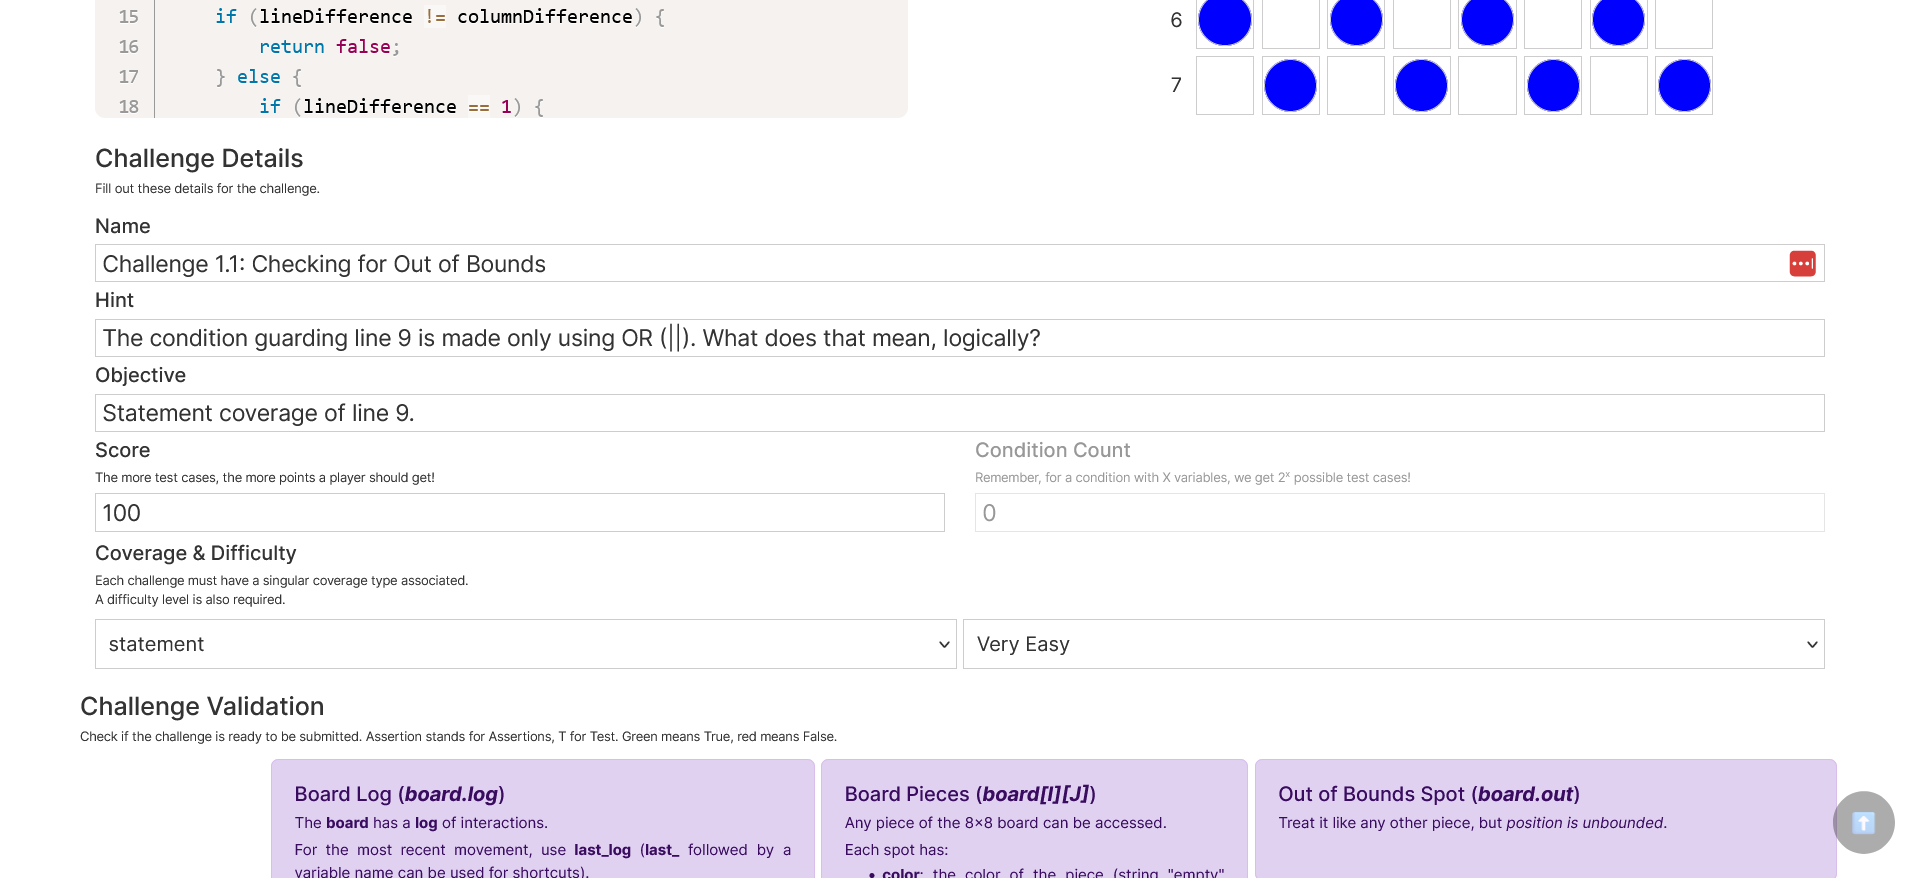 15 if (lineDifference != columnDifference) {
16 return false;
17 } else {
18 if (lineDifference == 1) {
6
7
Challenge Details
Fill out these details for the challenge.
Name
Challenge 1.1: Checking for Out of Bounds
Hint
The condition guarding line 9 is made only using OR (||). What does that mean, logically?
Objective
Statement coverage of line 9.
Score
The more test cases, the more points a player should get!
100
Condition Count
Remember, for a condition with X variables, we get 2ˣ possible test cases!
0
Coverage & Difficulty
Each challenge must have a singular coverage type associated.
A difficulty level is also required.
statement
Very Easy
Challenge Validation
Check if the challenge is ready to be submitted. Assertion stands for Assertions, T for Test. Green means True, red means False.
Board Log (board.log)
The board has a log of interactions.
For the most recent movement, use last_log (last_ followed by a
variable name can be used for shortcuts).
Board Pieces (board[I][J])
Any piece of the 8×8 board can be accessed.
Each spot has:
• color: the color of the piece (string "empty"
Out of Bounds Spot (board.out)
Treat it like any other piece, but position is unbounded.